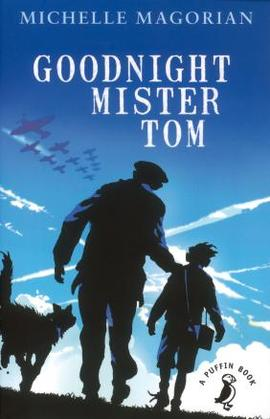 MICHELLE MAGORIAN
GOODNIGHT
MISTER
TOM
A PUFFIN BOOK